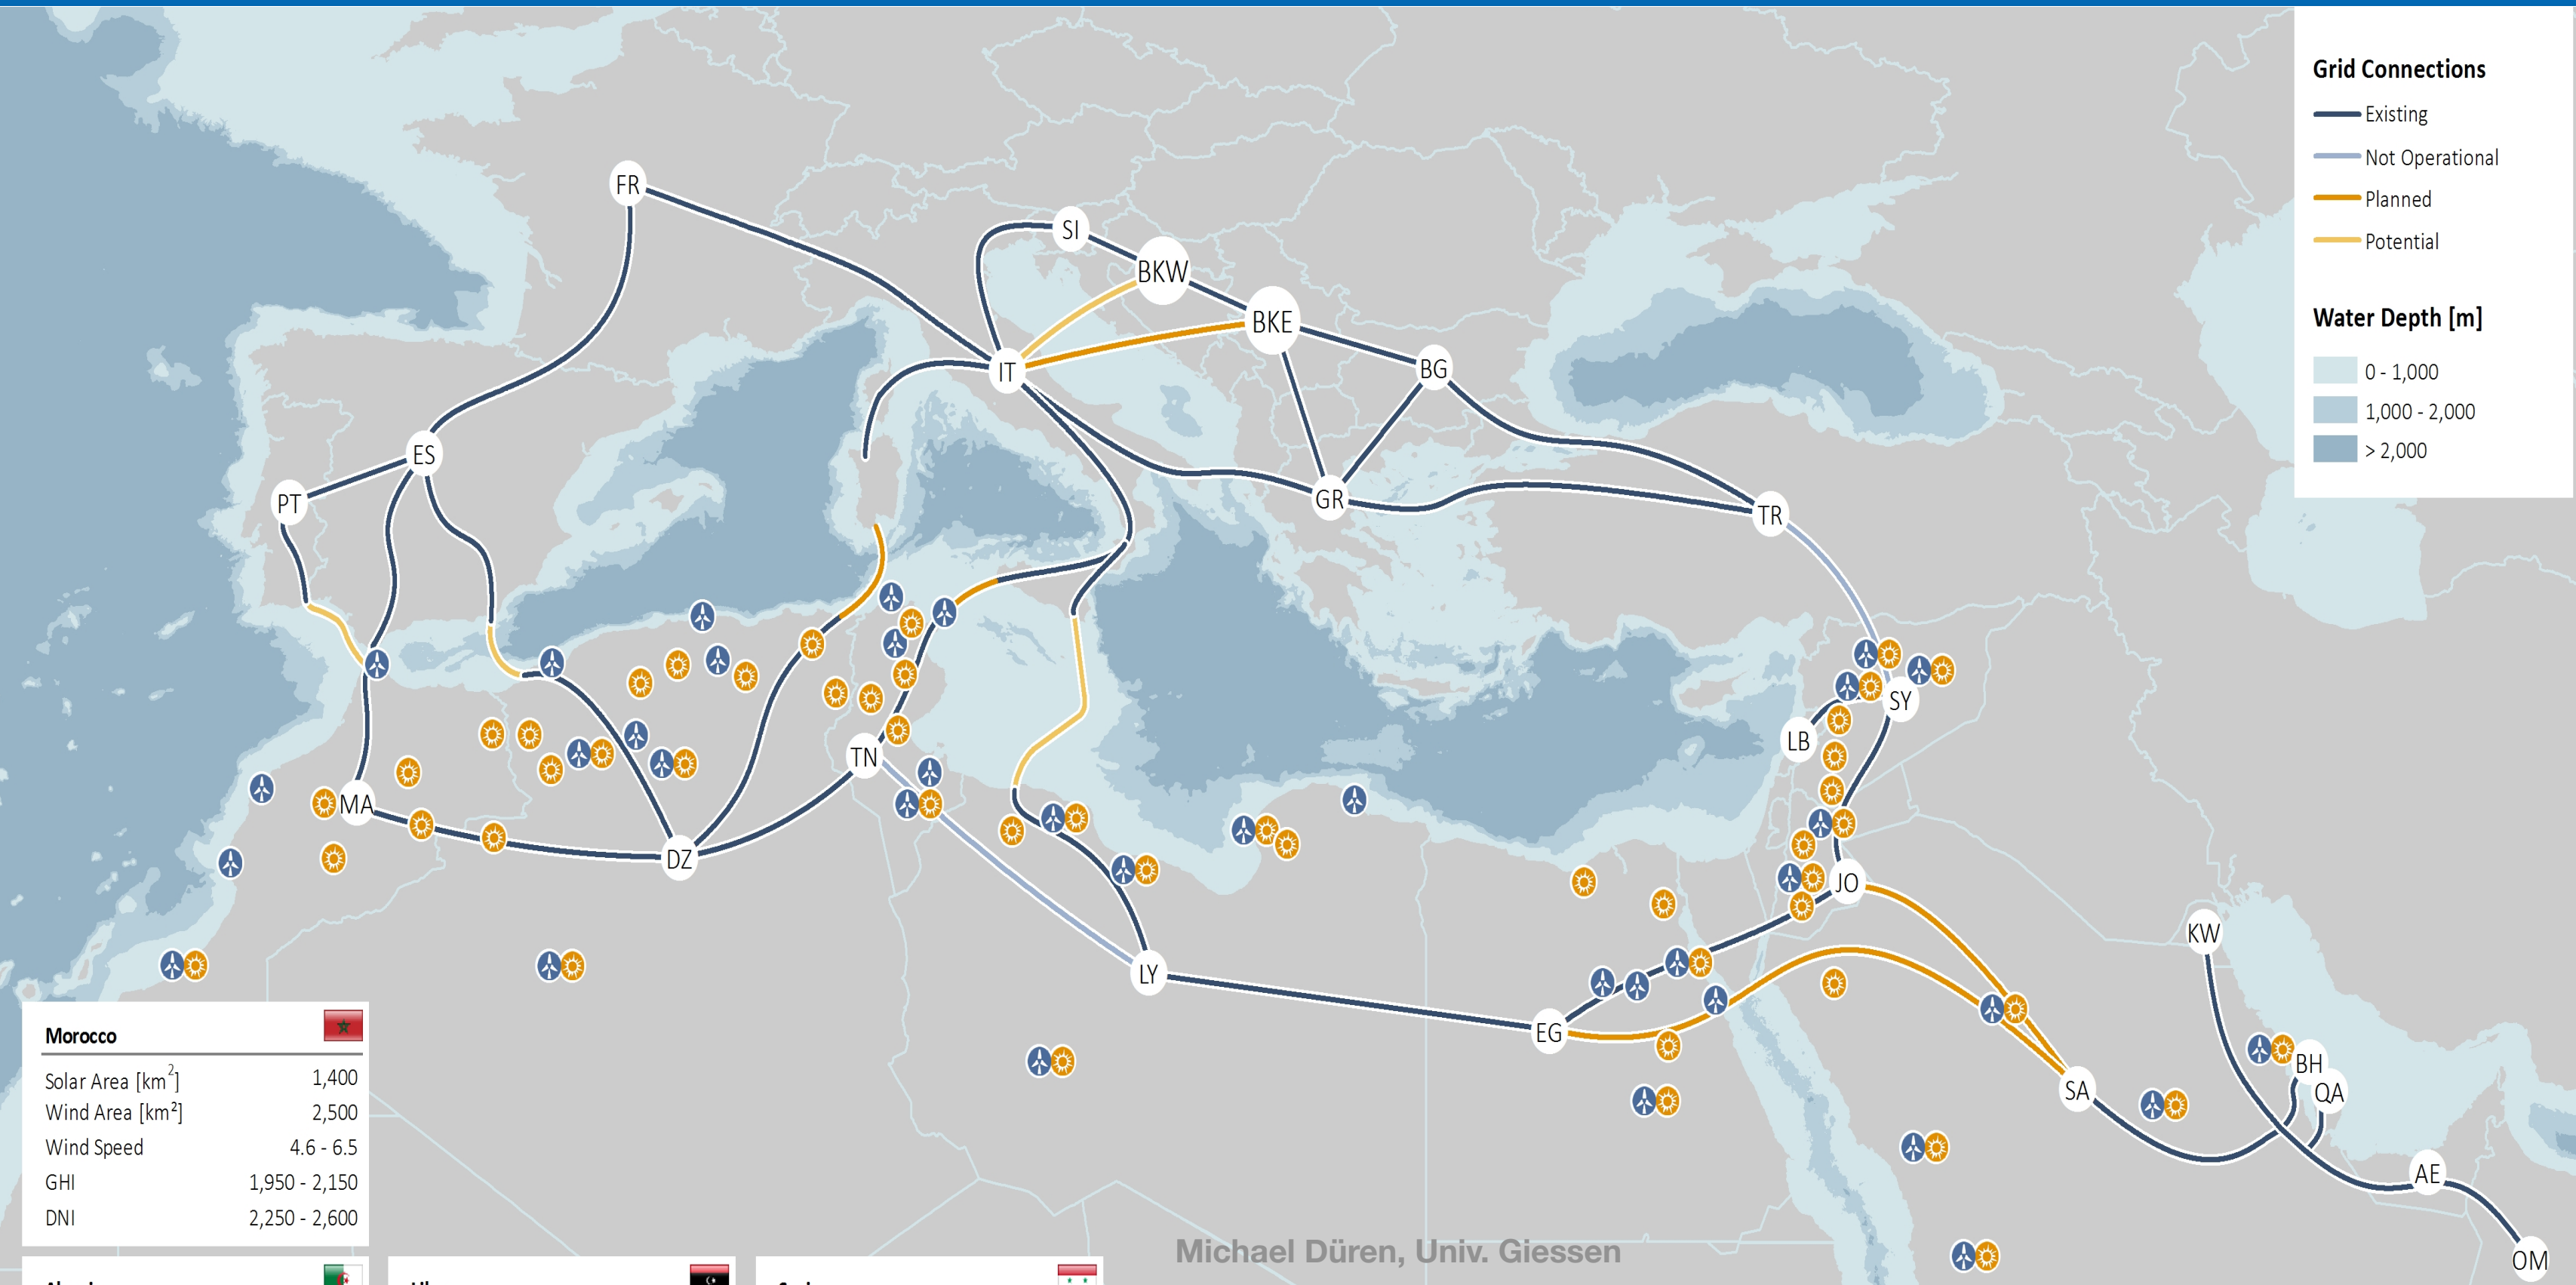 Grid Connections
Existing
Not Operational
Planned
Potential
Water Depth [m]
0 - 1,000
1,000 - 2,000
> 2,000
FR
SI
BKW
BKE
IT
BG
ES
PT
GR
TR
SY
LB
TN
MA
DZ
JO
KW
LY
EG
BH
QA
SA
AE
OM
Morocco
Solar Area [km²] 1,400
Wind Area [km²] 2,500
Wind Speed 4.6 - 6.5
GHI 1,950 - 2,150
DNI 2,250 - 2,600
Michael Düren, Univ. Giessen